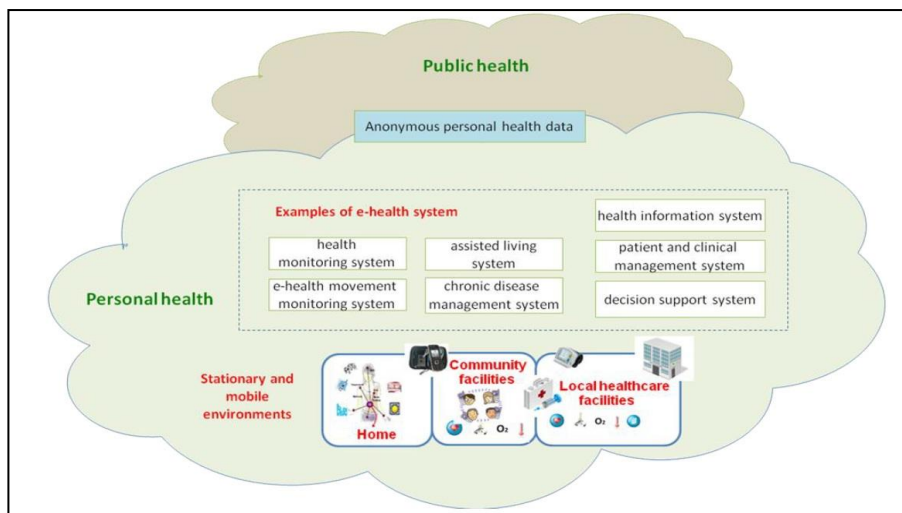 Public health
Anonymous personal health data
Examples of e-health system
health information system
health
monitoring system
assisted living
system
patient and clinical
management system
e-health movement
monitoring system
chronic disease
management system
decision support system
Personal health
Stationary and
mobile
environments
Home
Community
facilities
O₂
Local healthcare
facilities
O₂